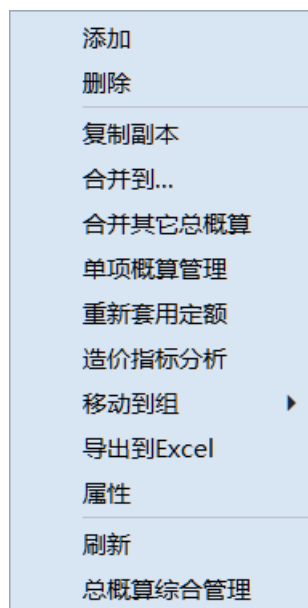 添加
删除
复制副本
合并到...
合并其它总概算
单项概算管理
重新套用定额
造价指标分析
移动到组
导出到Excel
属性
刷新
总概算综合管理